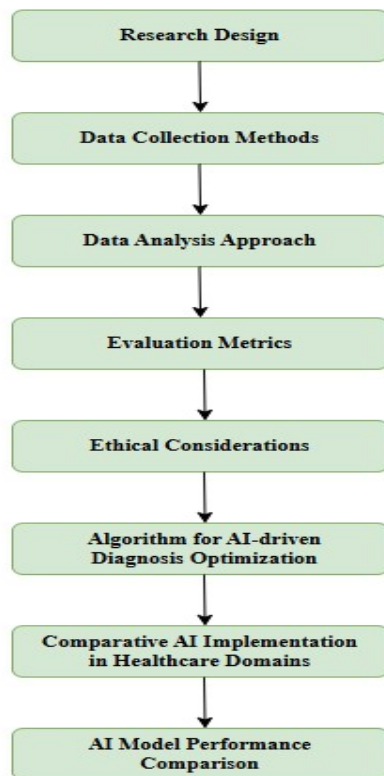 Research Design
Data Collection Methods
Data Analysis Approach
Evaluation Metrics
Ethical Considerations
Algorithm for AI-driven
Diagnosis Optimization
Comparative AI Implementation
in Healthcare Domains
AI Model Performance
Comparison